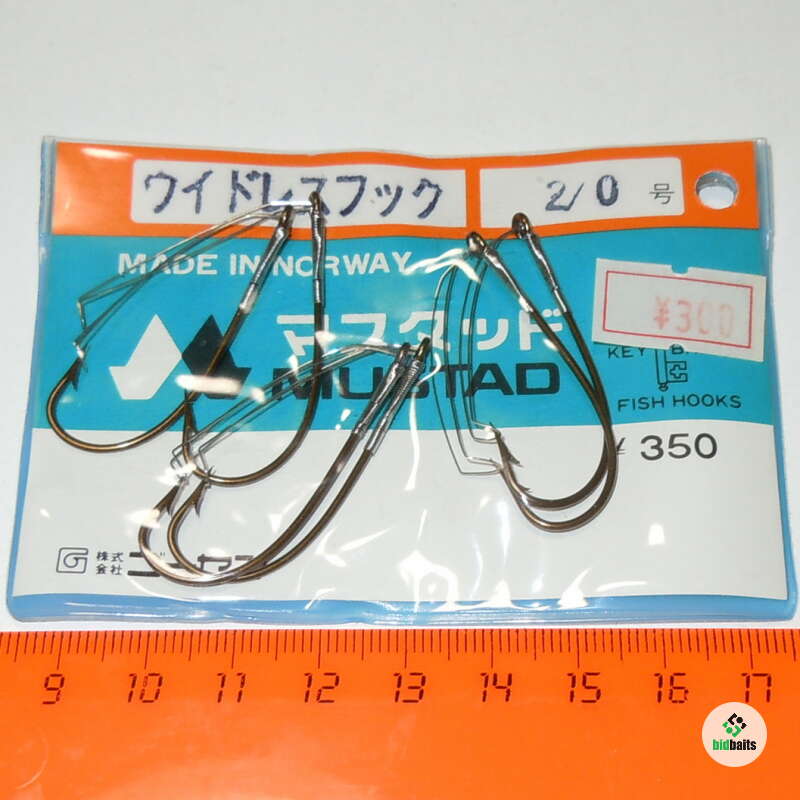 ワイドレスフック 2/0 号
MADE IN NORWAY
¥300
マスタッド
MUSTAD
KEY
FISH HOOKS
¥ 350
G 株式会社
9 10 11 12 13 14 15 16 17
bidbaits